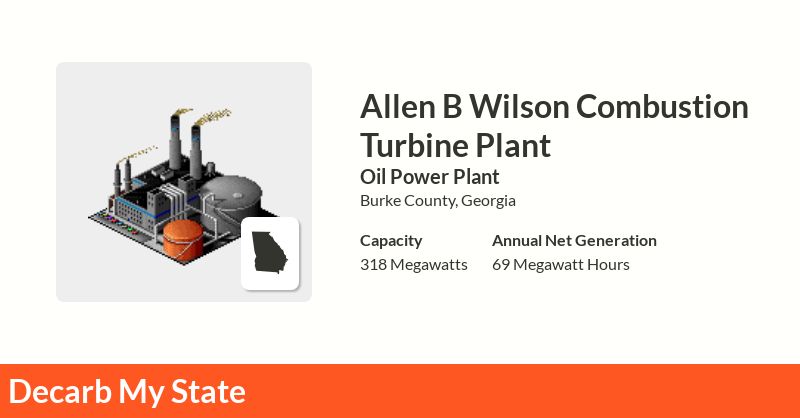 Allen B Wilson Combustion
Turbine Plant
Oil Power Plant
Burke County, Georgia
Capacity
Annual Net Generation
318 Megawatts
69 Megawatt Hours
Decarb My State